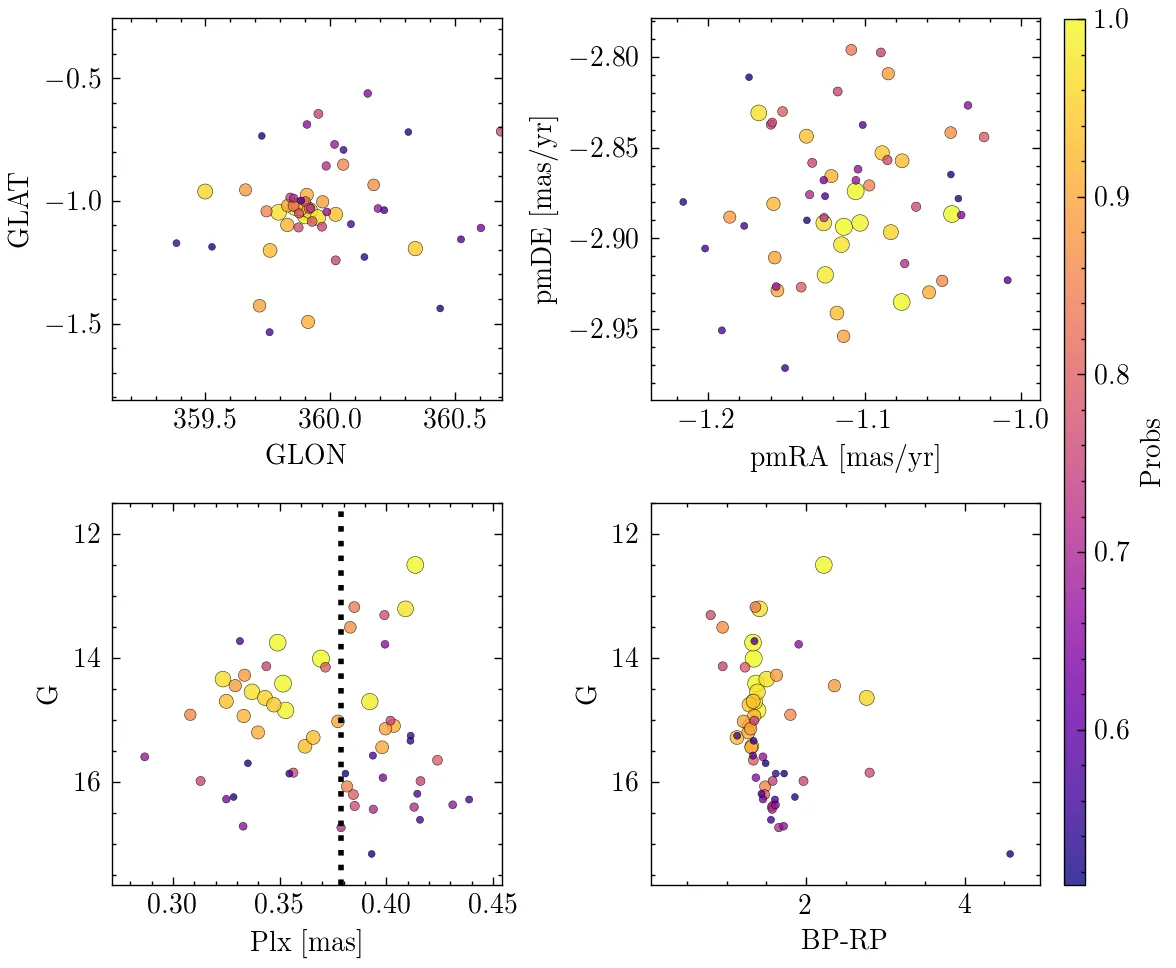 −0.5
−1.0
−1.5
GLAT
359.5 360.0 360.5
GLON
−2.80
−2.85
−2.90
−2.95
pmDE [mas/yr]
−1.2 −1.1 −1.0
pmRA [mas/yr]
12
14
16
G
0.30 0.35 0.40 0.45
Plx [mas]
12
14
16
G
2 4
BP-RP
1.0
0.9
0.8
0.7
0.6
Probs